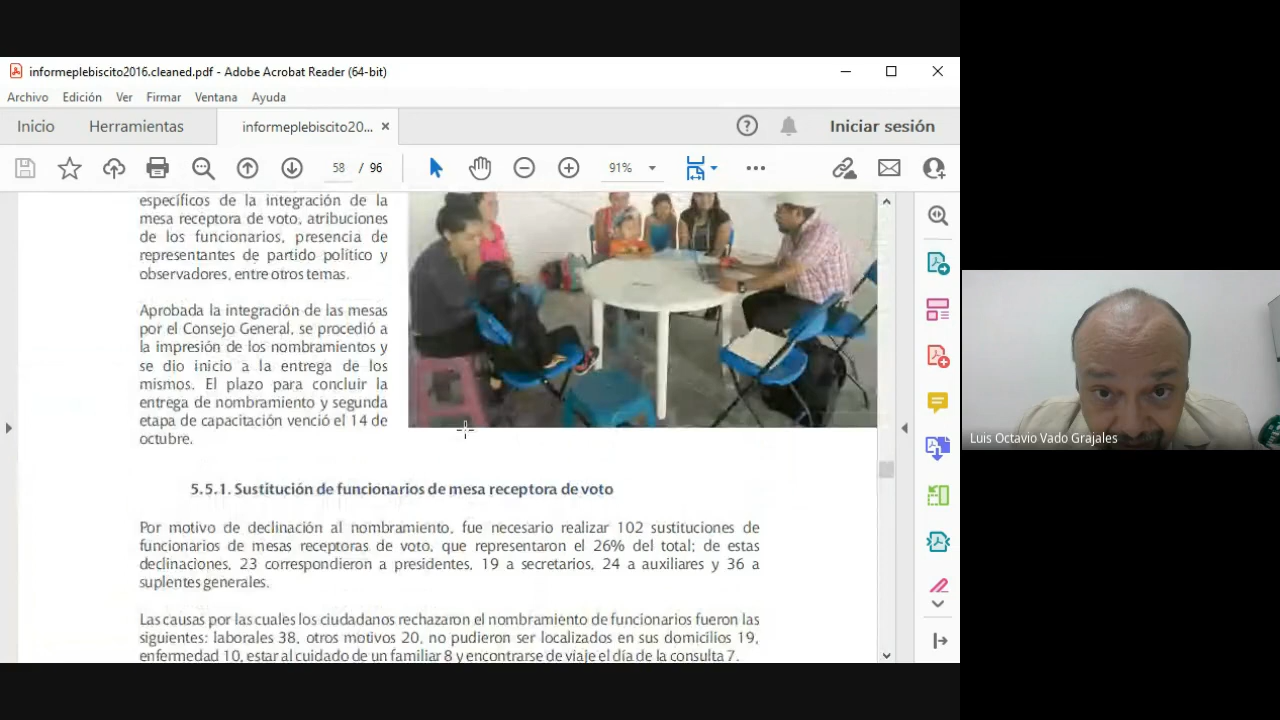 informeplebiscito2016.cleaned.pdf - Adobe Acrobat Reader (64-bit)
Archivo Edición Ver Firmar Ventana Ayuda
Inicio Herramientas informeplebiscito20... × Iniciar sesión
58 / 96 91%
específicos de la integración de la
mesa receptora de voto, atribuciones
de los funcionarios, presencia de
representantes de partido político y
observadores, entre otros temas.
Aprobada la integración de las mesas
por el Consejo General, se procedió a
la impresión de los nombramientos y
se dio inicio a la entrega de los
mismos. El plazo para concluir la
entrega de nombramiento y segunda
etapa de capacitación venció el 14 de
octubre.
5.5.1. Sustitución de funcionarios de mesa receptora de voto
Por motivo de declinación al nombramiento, fue necesario realizar 102 sustituciones de
funcionarios de mesas receptoras de voto, que representaron el 26% del total; de estas
declinaciones, 23 correspondieron a presidentes, 19 a secretarios, 24 a auxiliares y 36 a
suplentes generales.
Las causas por las cuales los ciudadanos rechazaron el nombramiento de funcionarios fueron las
siguientes: laborales 38, otros motivos 20, no pudieron ser localizados en sus domicilios 19,
enfermedad 10, estar al cuidado de un familiar 8 y encontrarse de viaje el día de la consulta 7.
Luis Octavio Vado Grajales